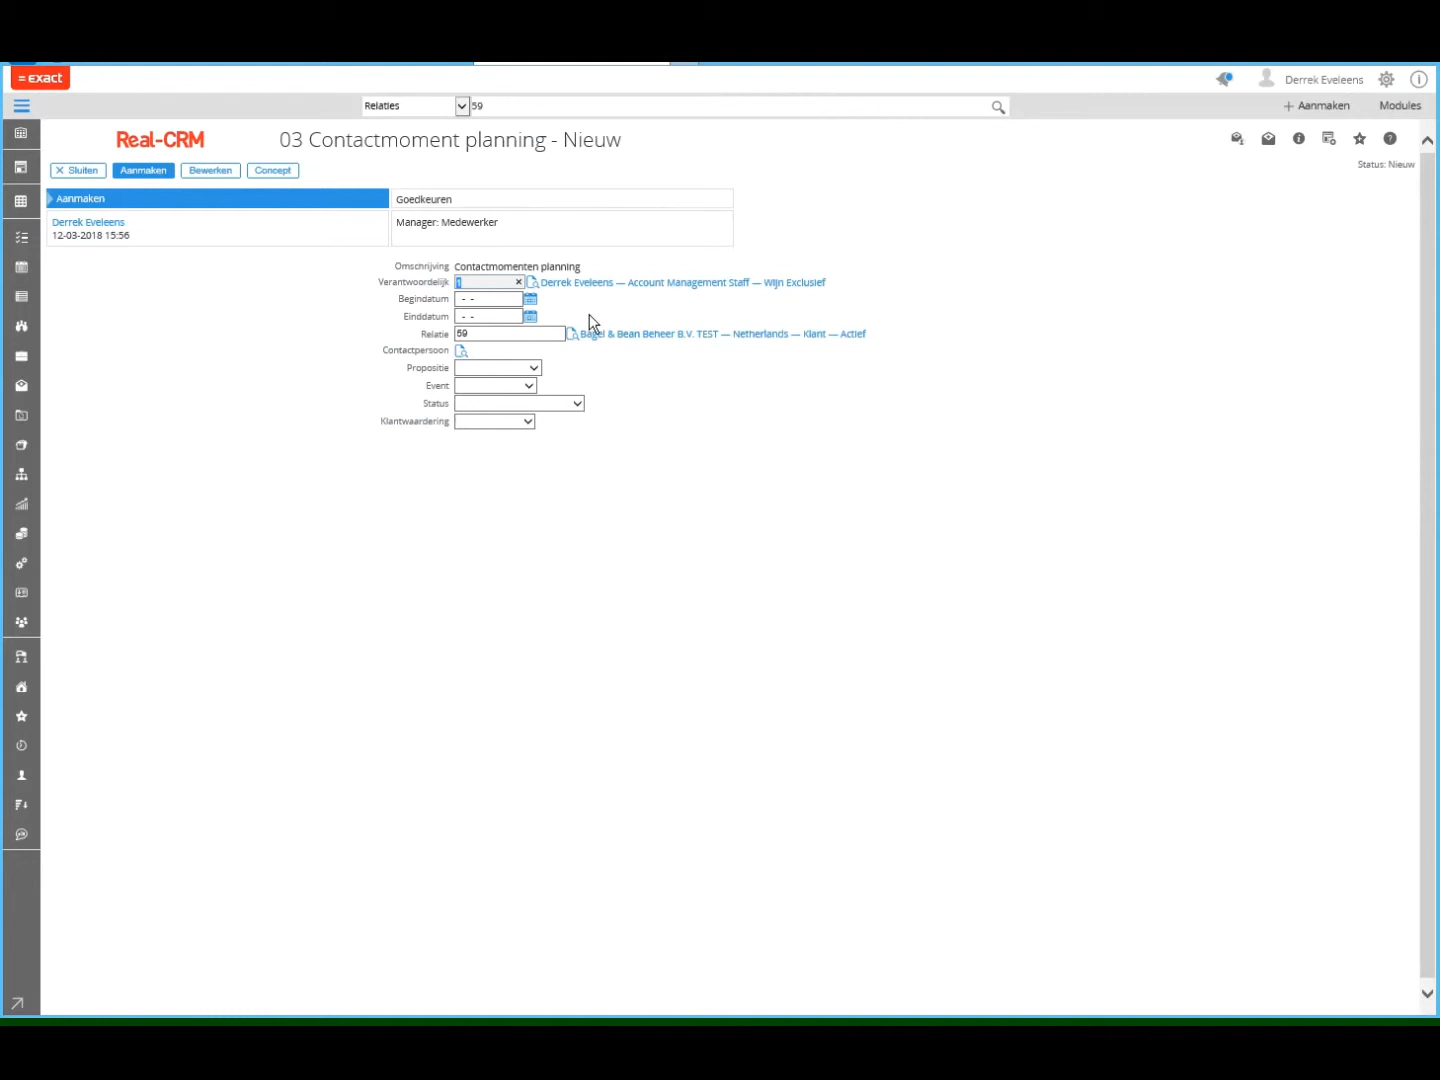 = exact
Derrek Eveleens
Relaties 59
+ Aanmaken Modules
Real-CRM 03 Contactmoment planning - Nieuw
Status: Nieuw
× Sluiten Aanmaken Bewerken Concept
Aanmaken Goedkeuren
Derrek Eveleens Manager: Medewerker
12-03-2018 15:56
Omschrijving Contactmomenten planning
Verantwoordelijk 1 × Derrek Eveleens — Account Management Staff — Wijn Exclusief
Begindatum - -
Einddatum - -
Relatie 59 Bagel & Bean Beheer B.V. TEST — Netherlands — Klant — Actief
Contactpersoon
Propositie
Event
Status
Klantwaardering